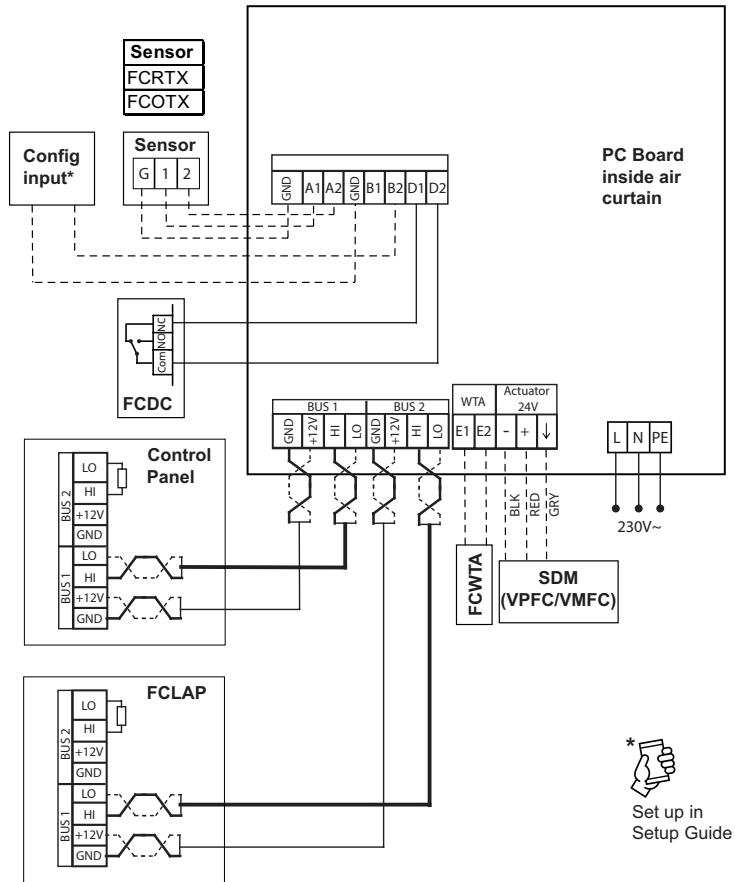 Sensor
FCRTX
FCOTX
Config
input*
Sensor
G 1 2
PC Board
inside air
curtain
GND A1 A2 GND B1 B2 D1 D2
NC
NO
Com
FCDC
BUS 1 BUS 2 WTA Actuator
24V
GND +12V HI LO GND +12V HI LO E1 E2 - + ↓
L N PE
230V~
BLK RED GRY
FCWTA
SDM
(VPFC/VMFC)
Control
Panel
BUS 2
LO
HI
+12V
GND
BUS 1
LO
HI
+12V
GND
FCLAP
BUS 2
LO
HI
+12V
GND
BUS 1
LO
HI
+12V
GND
*
Set up in
Setup Guide